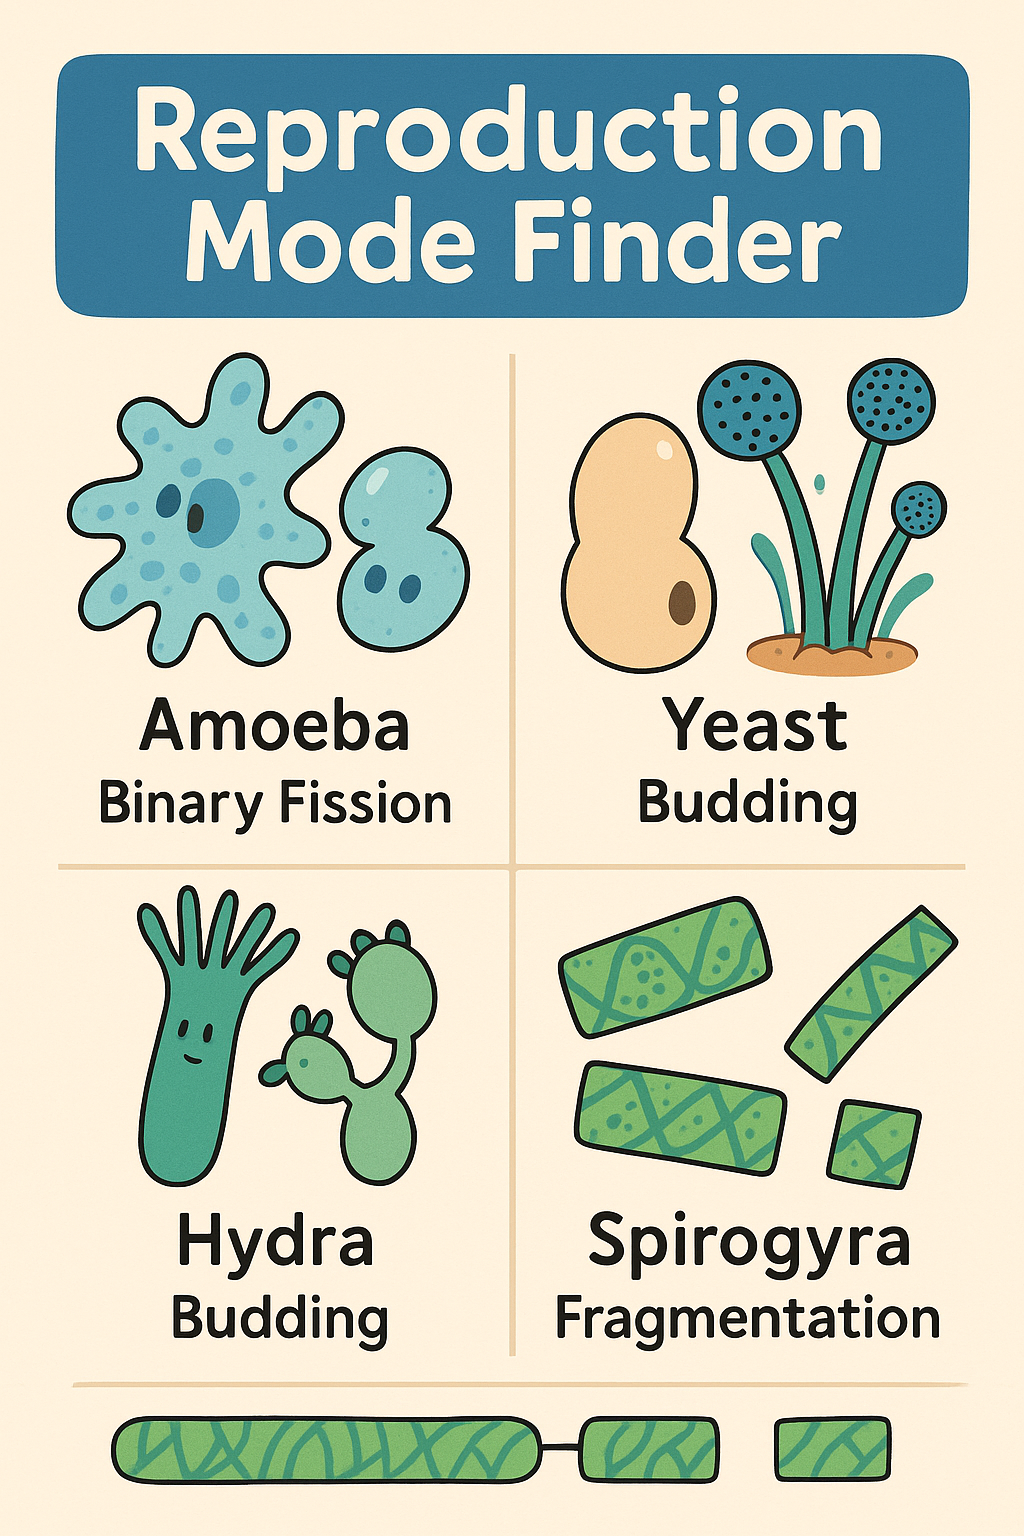 Reproduction
Mode Finder
Amoeba
Binary Fission
Yeast
Budding
Hydra
Budding
Spirogyra
Fragmentation